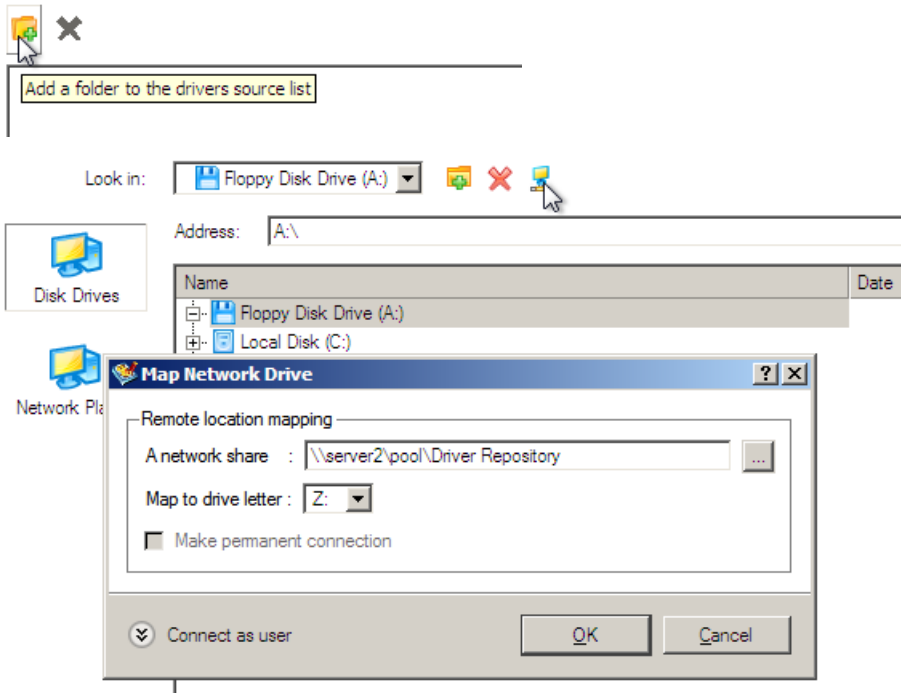 Add a folder to the drivers source list
Look in: Floppy Disk Drive (A:)
Address: A:\
Disk Drives
Name Date
Floppy Disk Drive (A:)
Local Disk (C:)
Network Pla
Map Network Drive
Remote location mapping
A network share : \\server2\pool\Driver Repository ...
Map to drive letter : Z:
Make permanent connection
Connect as user OK Cancel